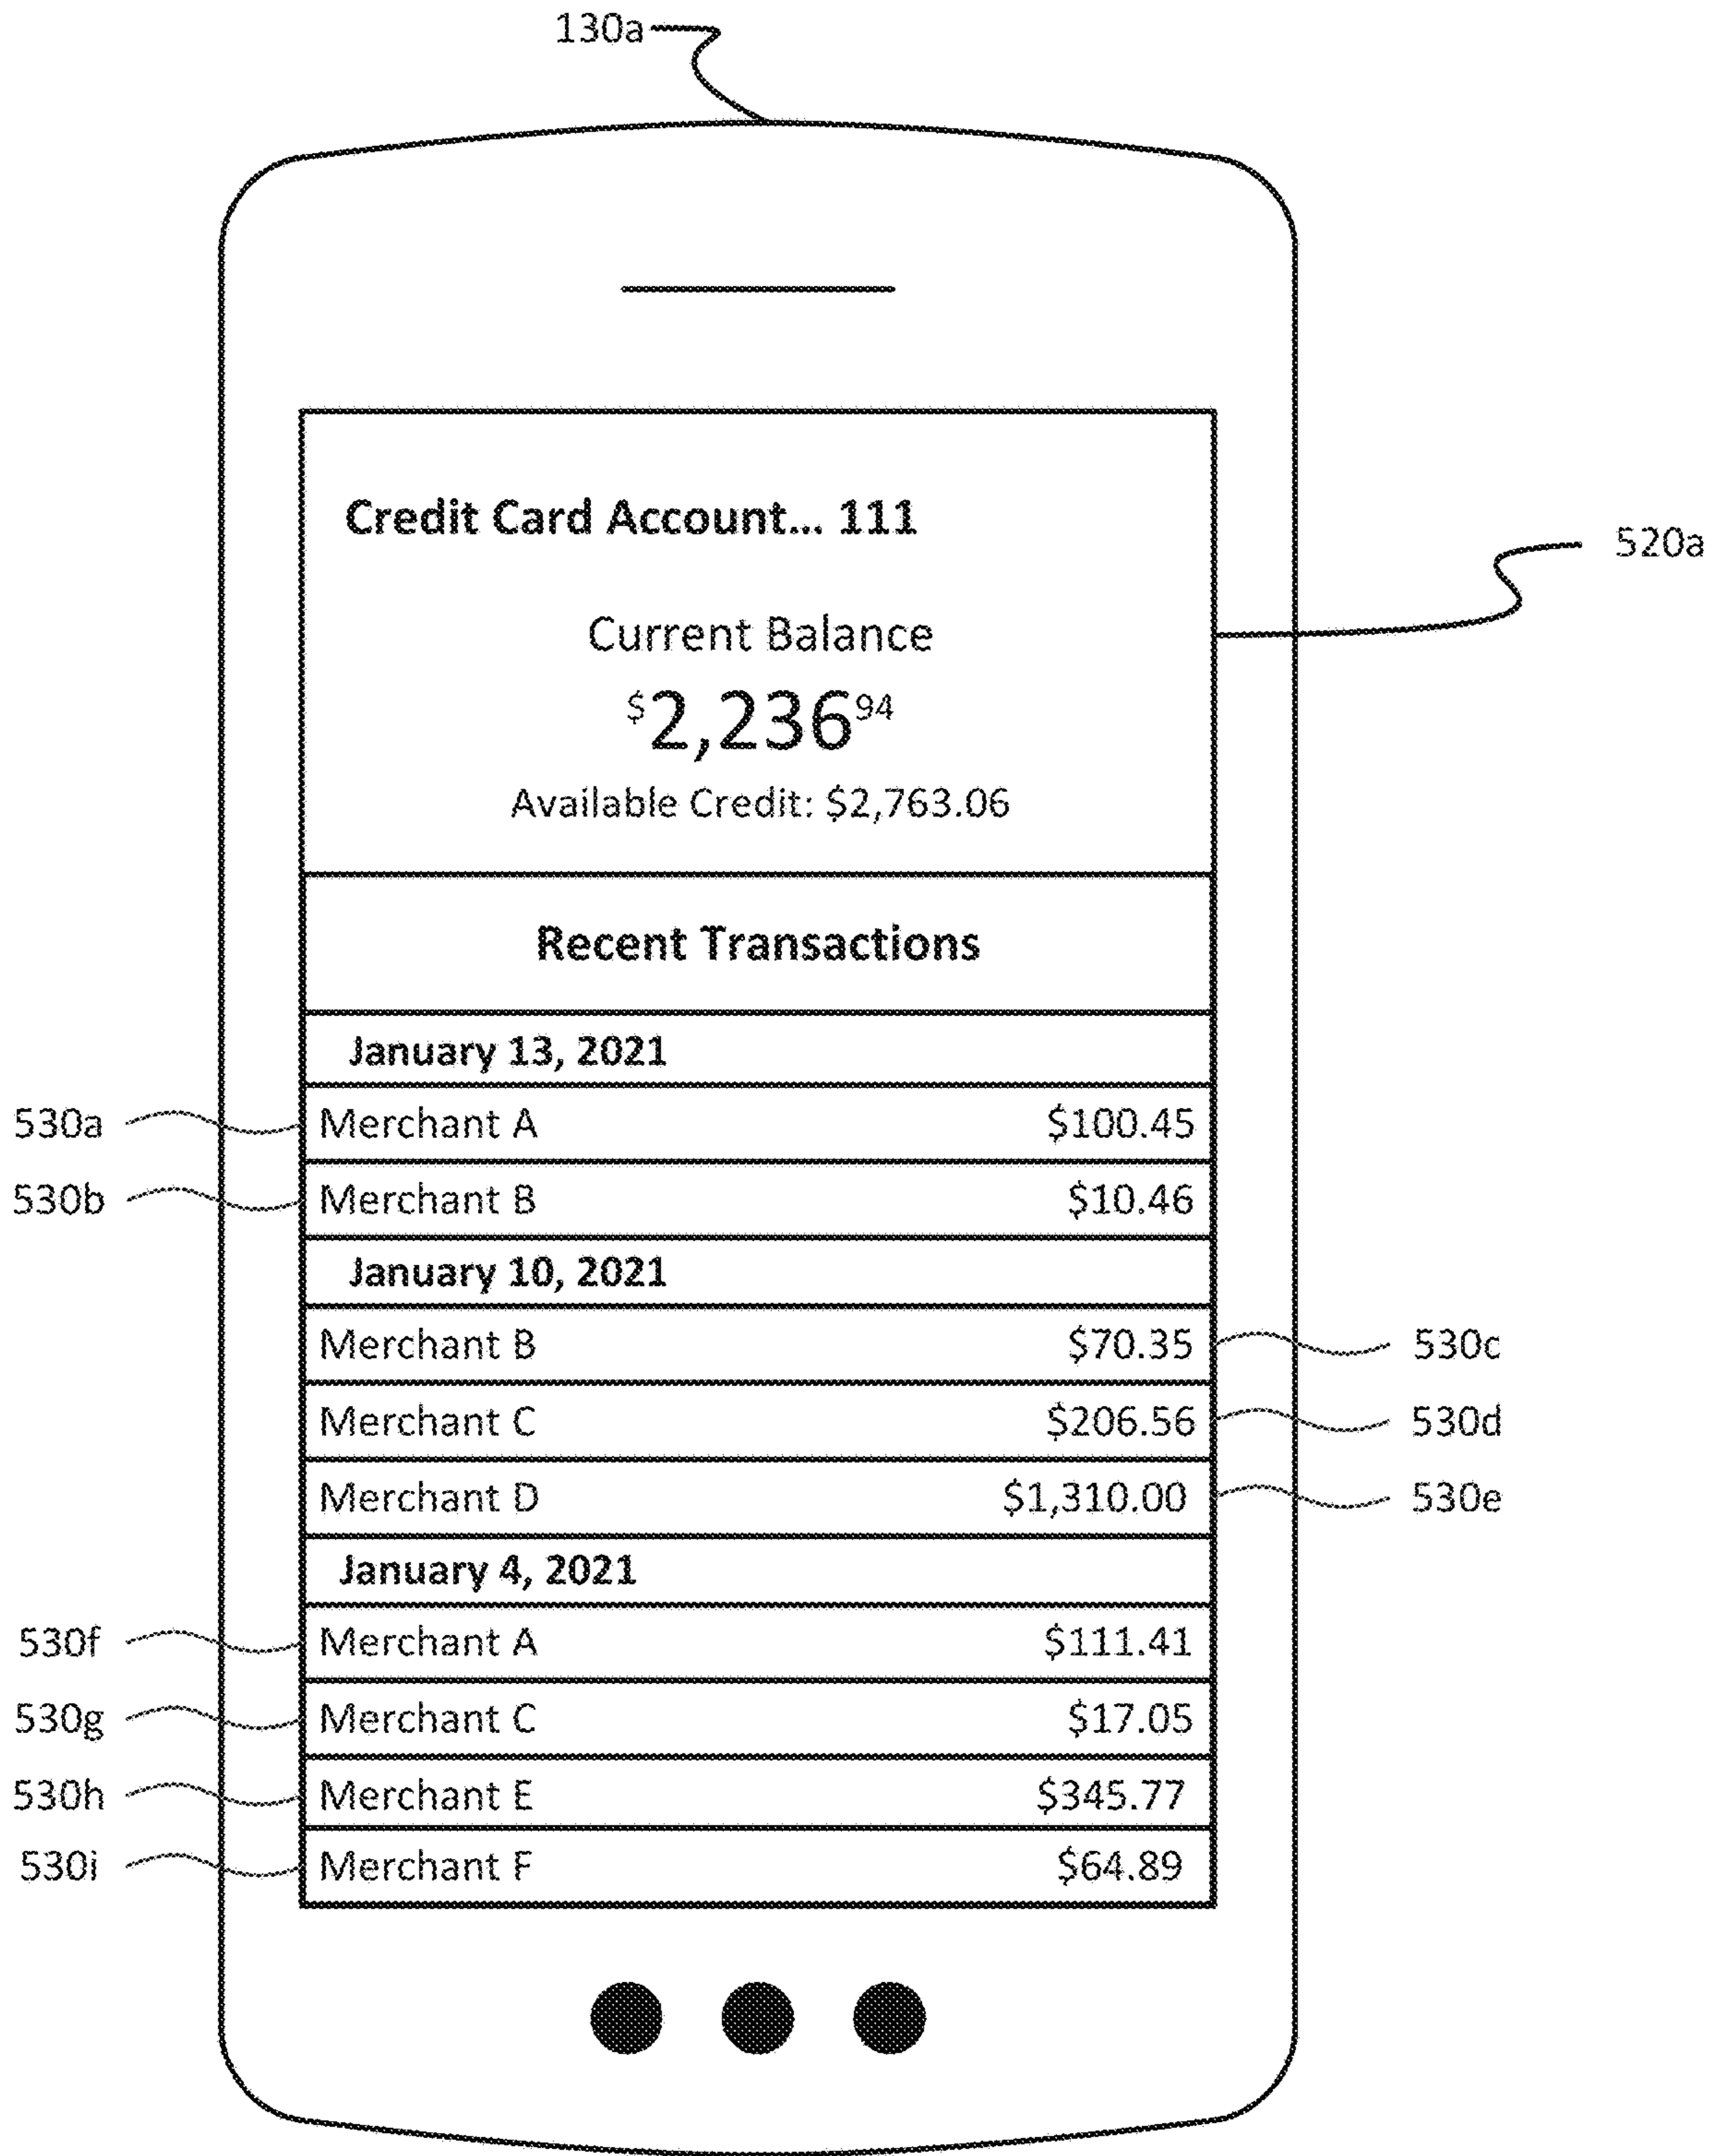 130a
Credit Card Account... 111
520a
Current Balance
$2,236 94
Available Credit: $2,763.06
Recent Transactions
January 13, 2021
530a Merchant A $100.45
530b Merchant B $10.46
January 10, 2021
Merchant B $70.35 530c
Merchant C $206.56 530d
Merchant D $1,310.00 530e
January 4, 2021
530f Merchant A $111.41
530g Merchant C $17.05
530h Merchant E $345.77
530i Merchant F $64.89